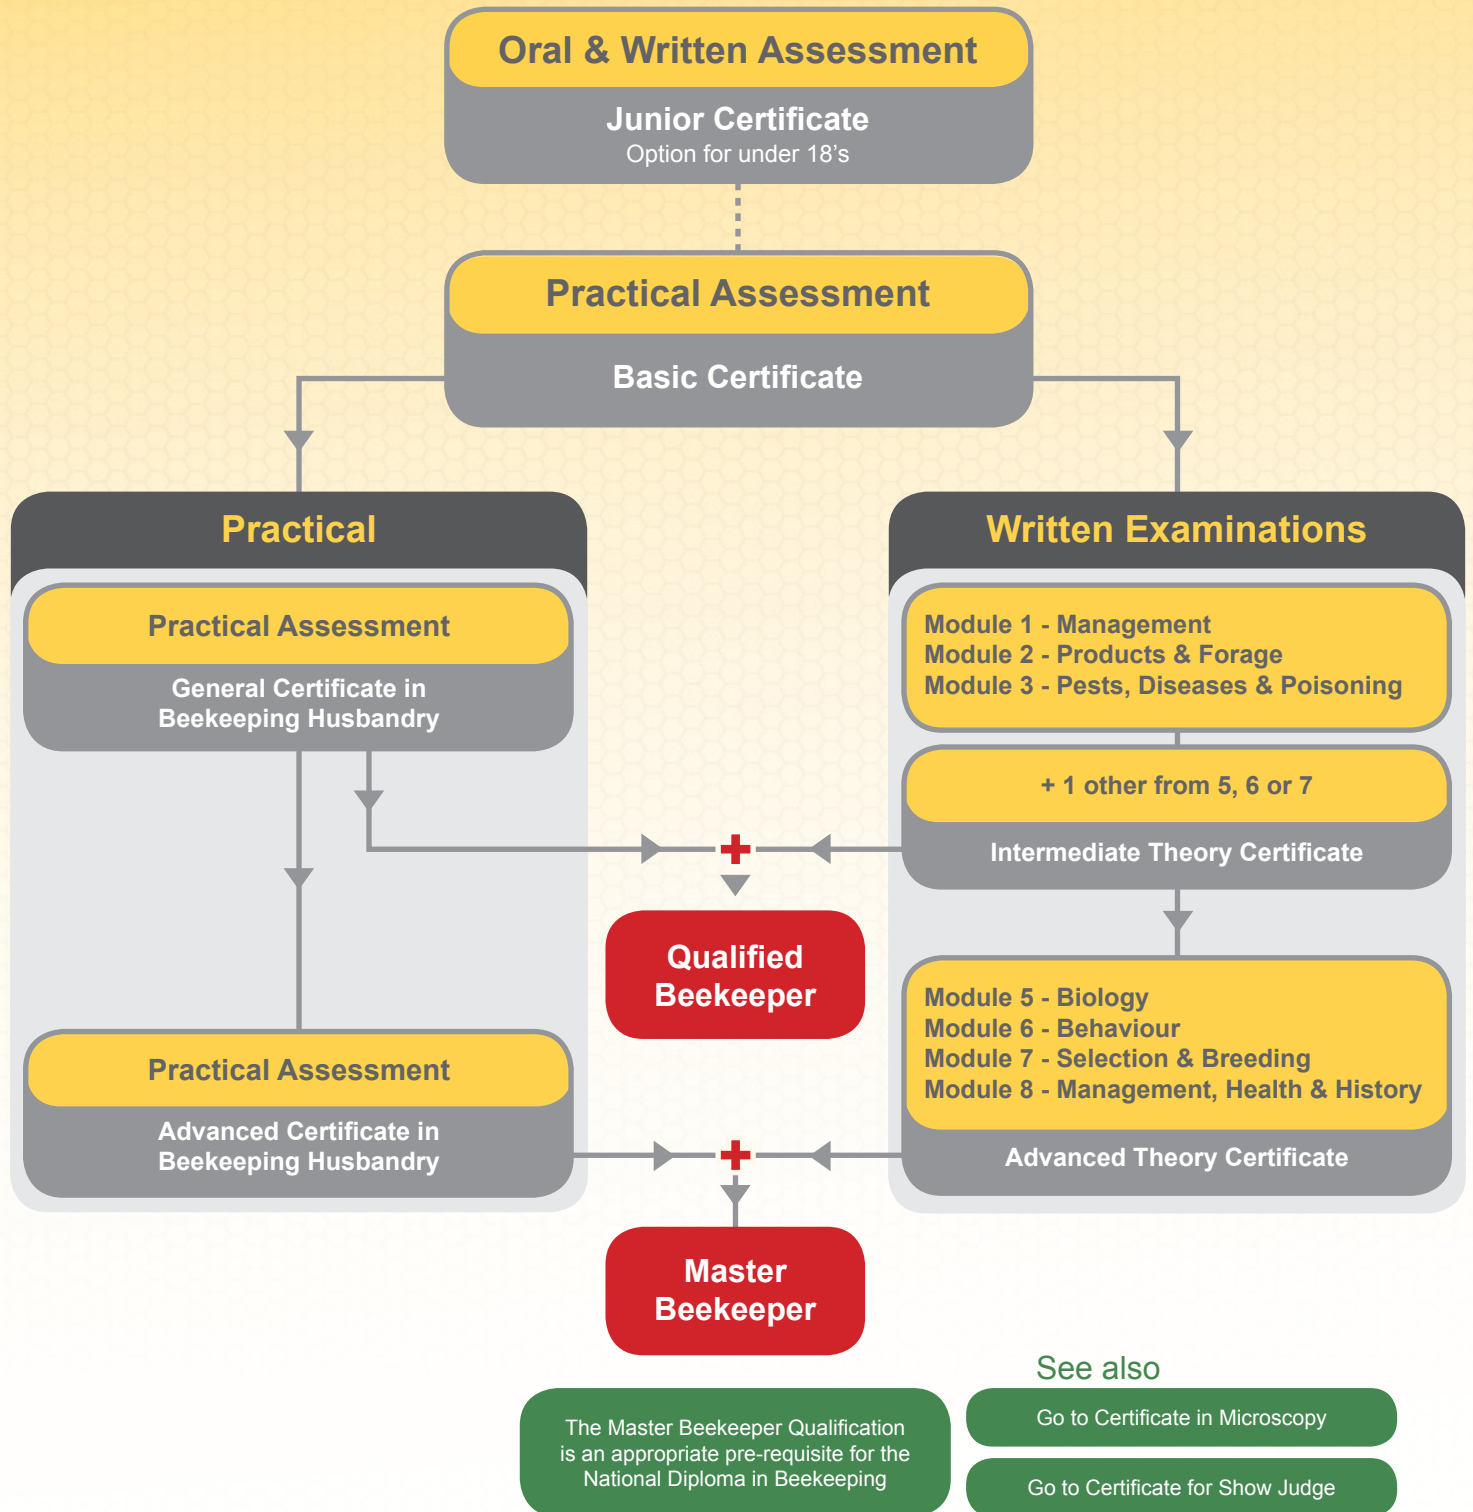 Oral & Written Assessment
Junior Certificate
Option for under 18's
Practical Assessment
Basic Certificate
Practical
Practical Assessment
General Certificate in
Beekeeping Husbandry
Practical Assessment
Advanced Certificate in
Beekeeping Husbandry
Written Examinations
Module 1 - Management
Module 2 - Products & Forage
Module 3 - Pests, Diseases & Poisoning
+ 1 other from 5, 6 or 7
Intermediate Theory Certificate
Module 5 - Biology
Module 6 - Behaviour
Module 7 - Selection & Breeding
Module 8 - Management, Health & History
Advanced Theory Certificate
+
Qualified
Beekeeper
+
Master
Beekeeper
The Master Beekeeper Qualification
is an appropriate pre-requisite for the
National Diploma in Beekeeping
See also
Go to Certificate in Microscopy
Go to Certificate for Show Judge